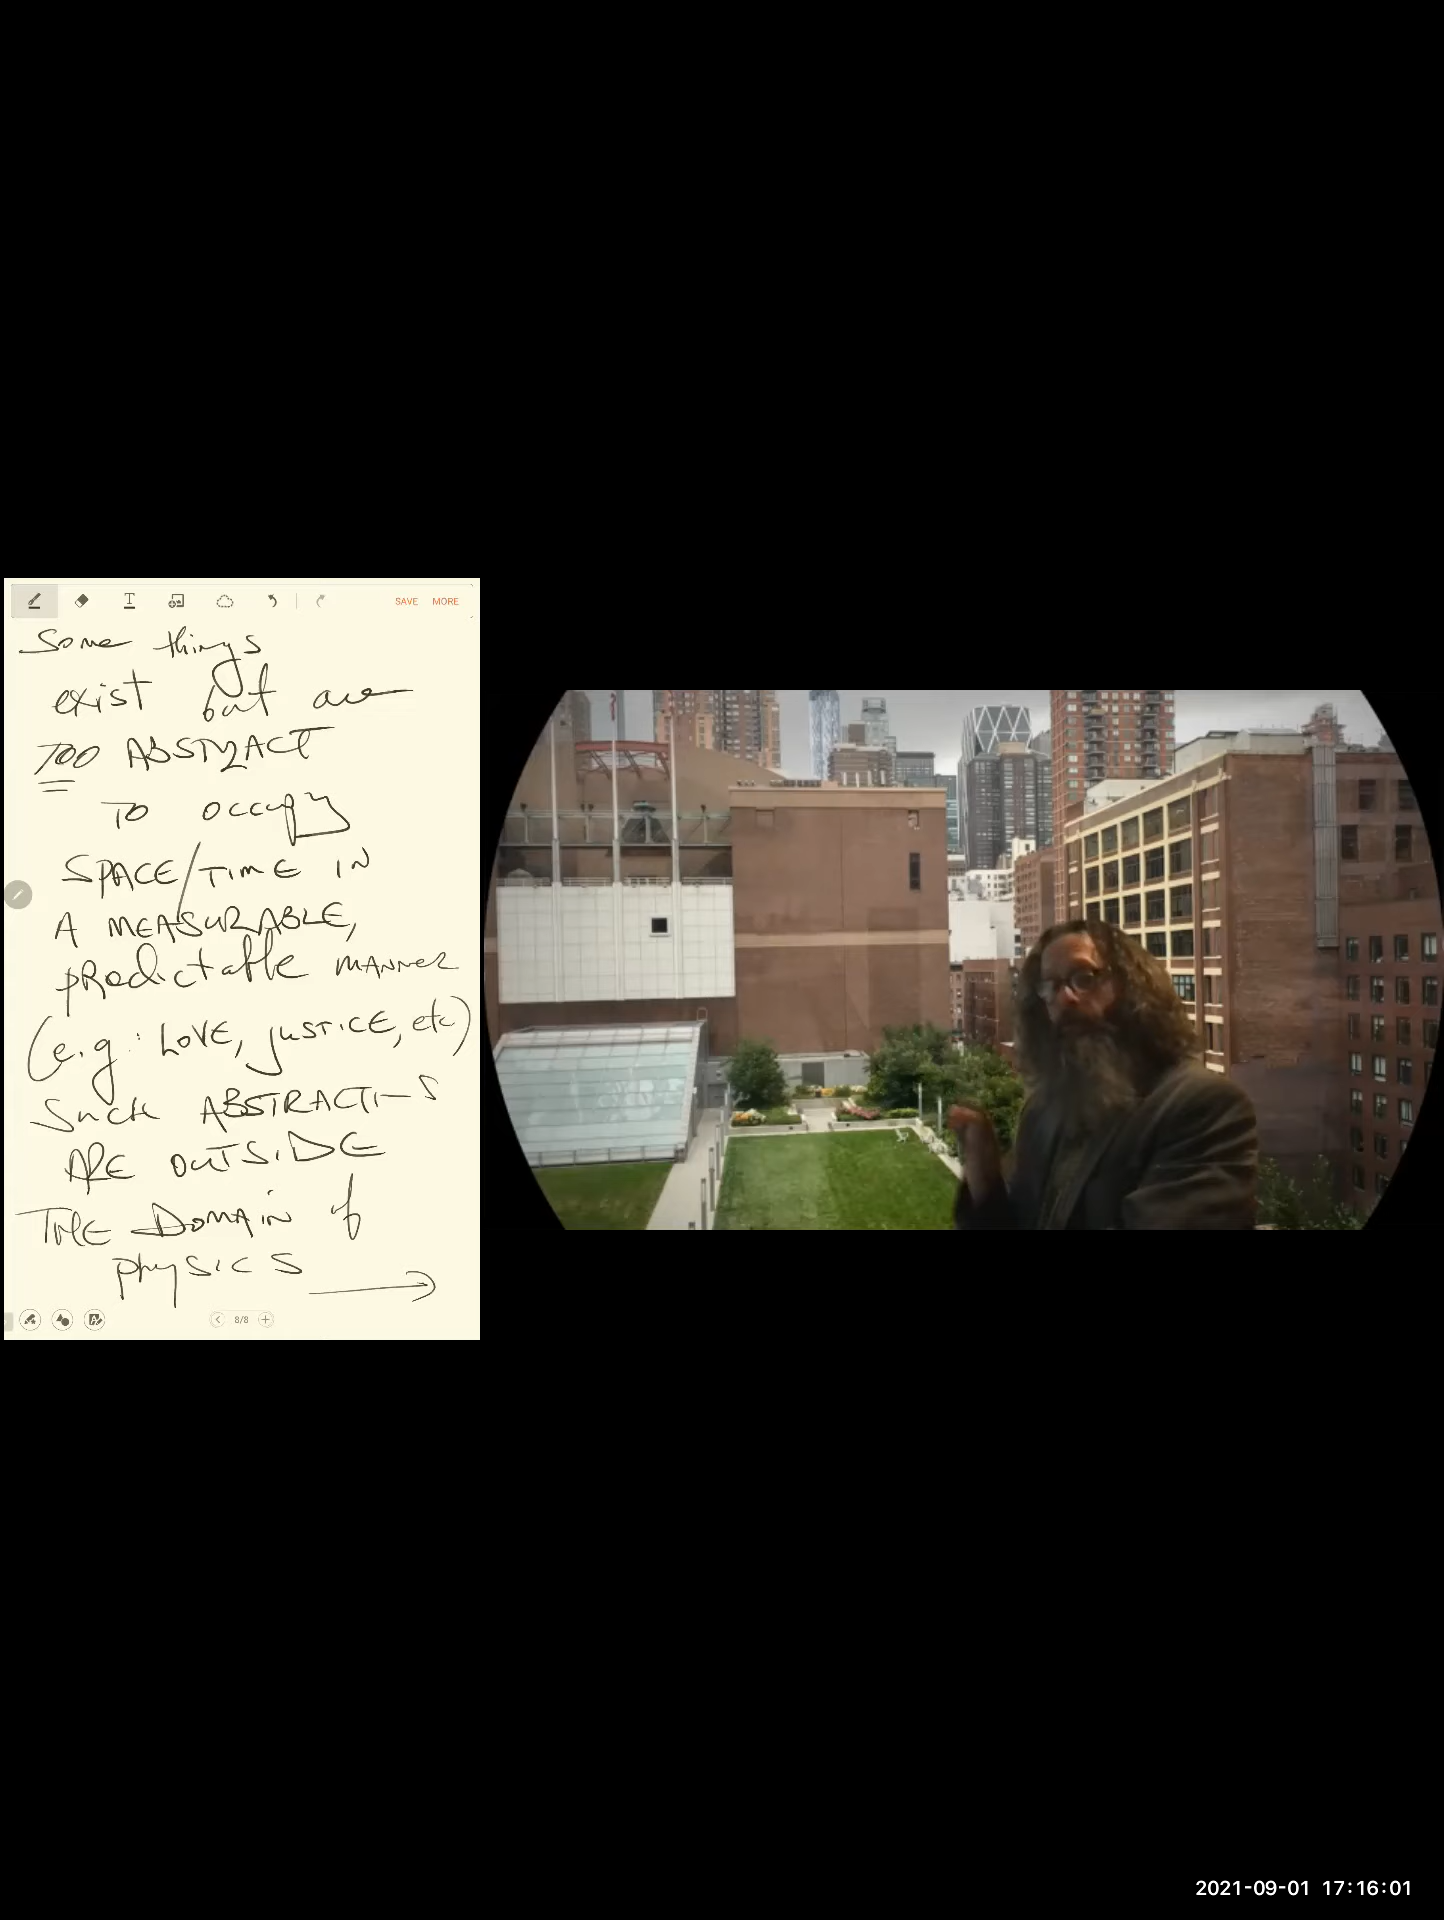 SAVE MORE
Some things
exist but are
TOO ABSTRACT
TO occupy
SPACE/TIME IN
A MEASURABLE,
predictable MANNER
(e.g.: LOVE, JUSTICE, etc)
Such ABSTRACTIONS
ARE OUTSIDE
THE DOMAIN of
physics
8/8
2021-09-01 17:16:01